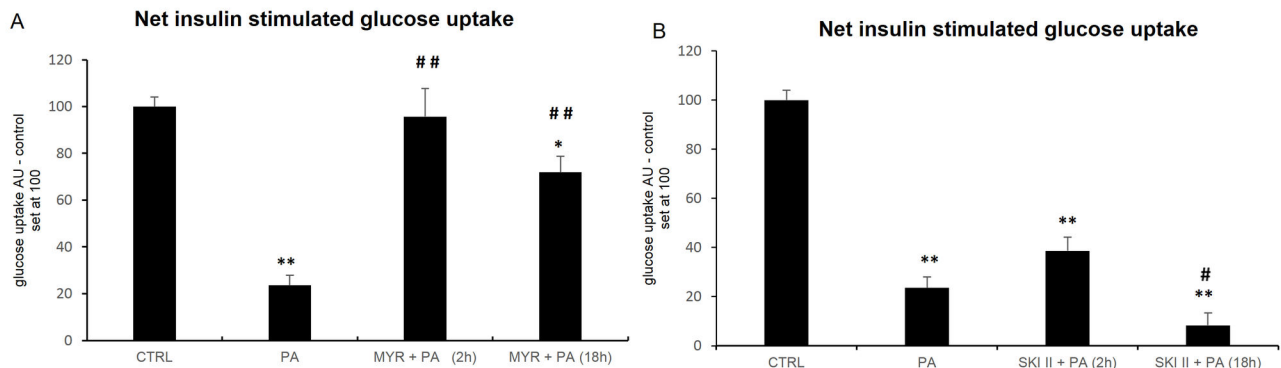 A
Net insulin stimulated glucose uptake
glucose uptake AU - control
set at 100
120
100
80
60
40
20
0
**
# #
# #
*
CTRL
PA
MYR + PA (2h)
MYR + PA (18h)
B
Net insulin stimulated glucose uptake
glucose uptake AU - control
set at 100
120
100
80
60
40
20
0
**
**
#
**
CTRL
PA
SKI II + PA (2h)
SKI II + PA (18h)